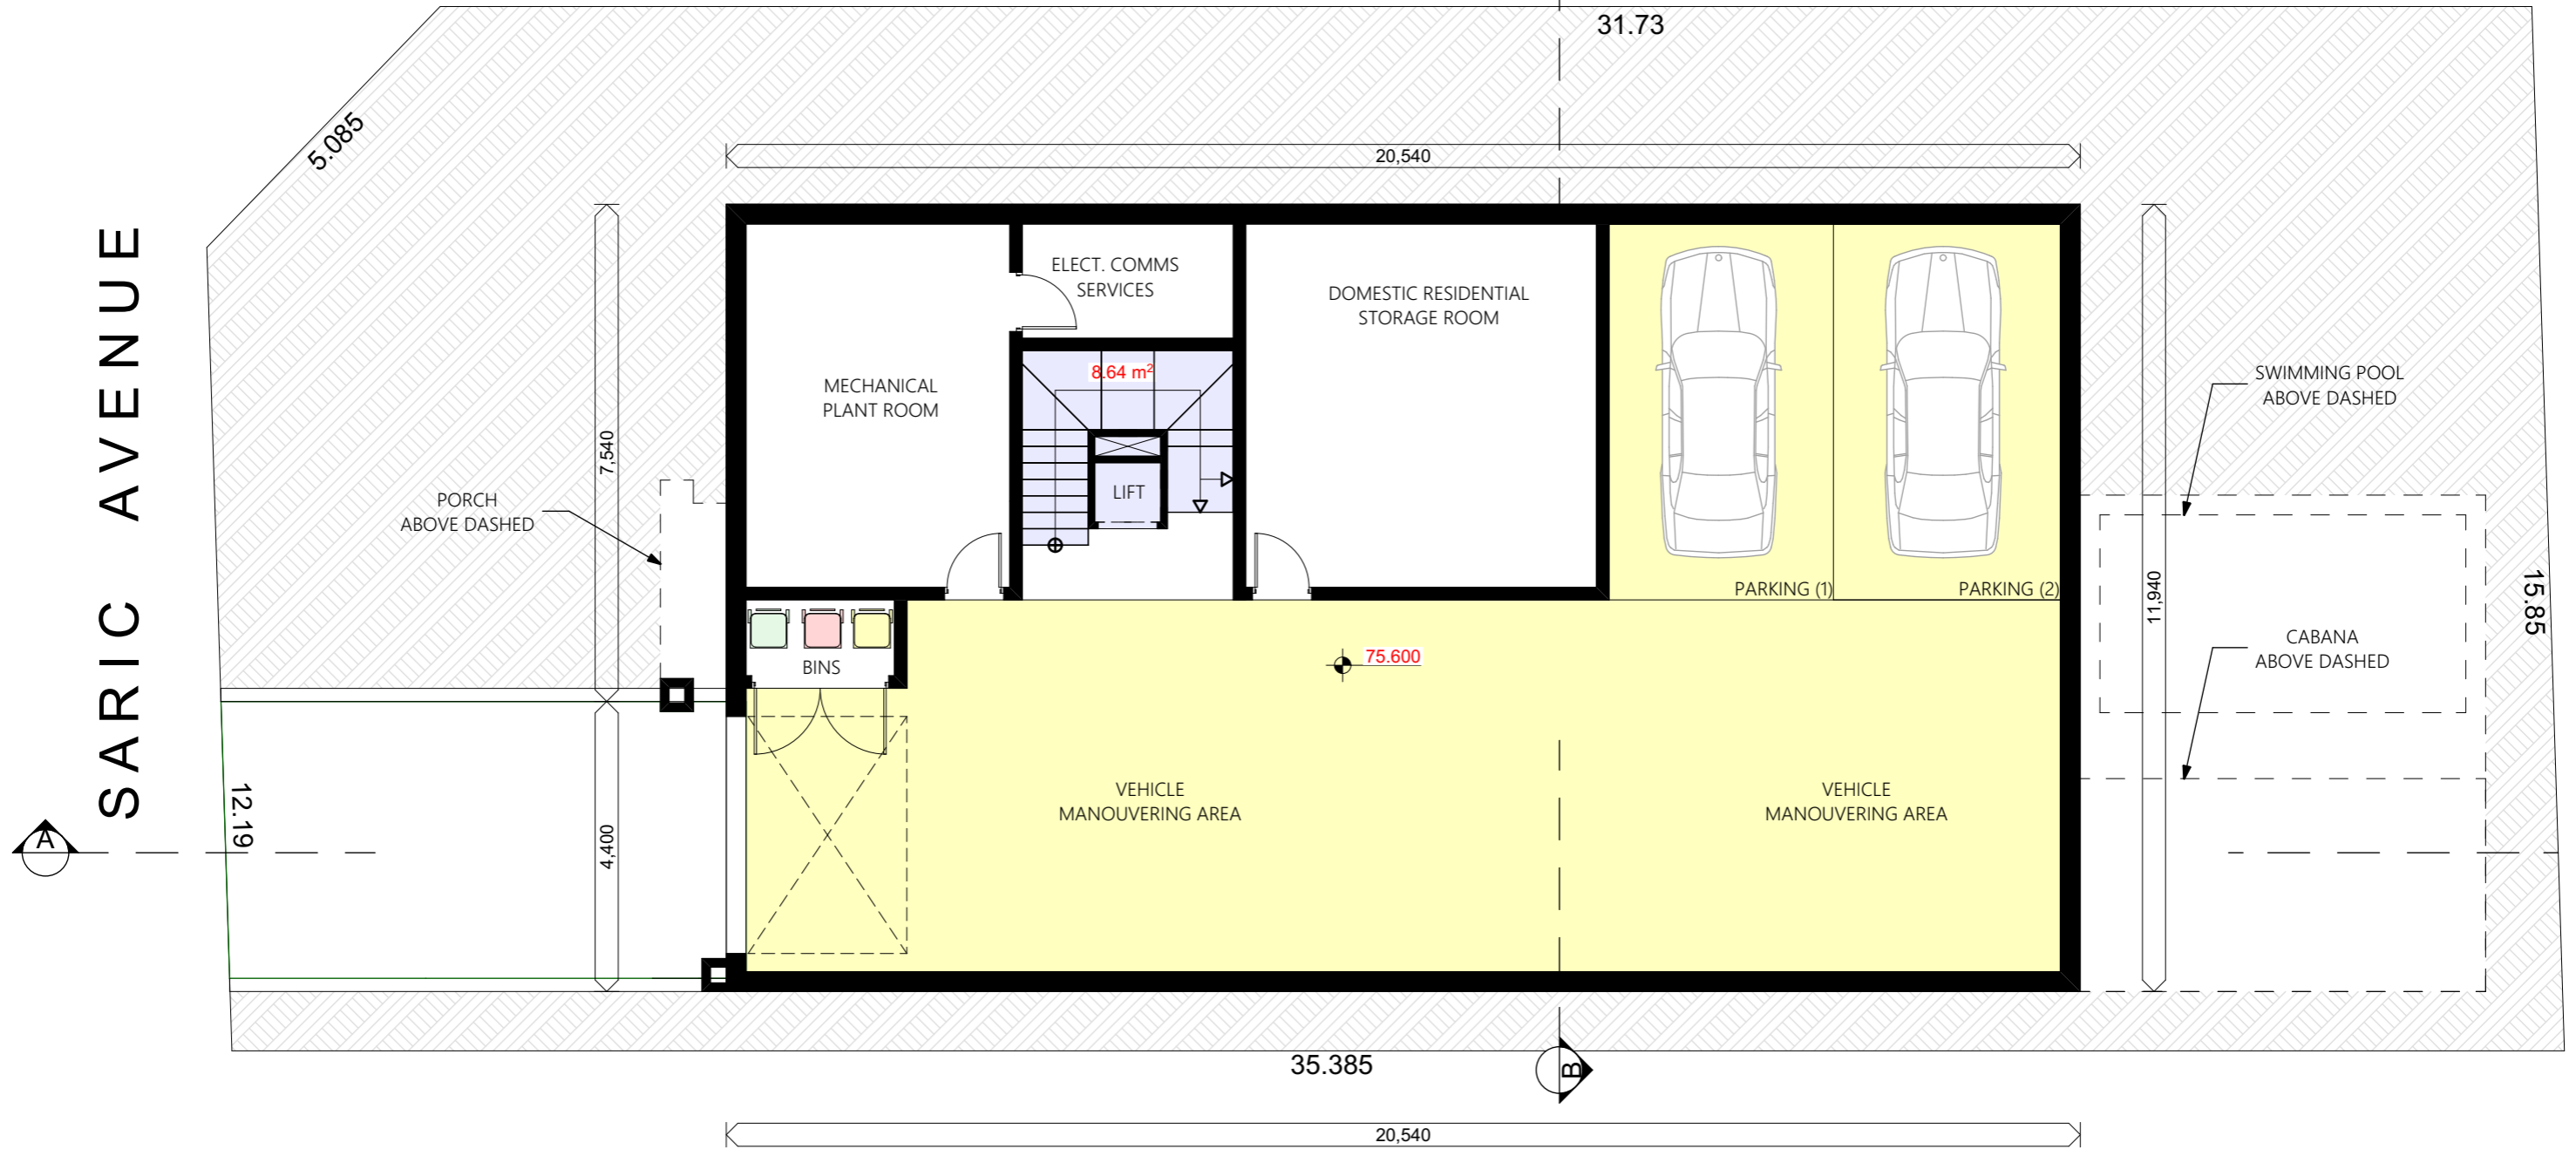 31.73
5.085
20,540
SARIC AVENUE
7,540
4,400
12.19
A
PORCH
ABOVE DASHED
MECHANICAL
PLANT ROOM
ELECT. COMMS
SERVICES
8.64 m²
LIFT
DOMESTIC RESIDENTIAL
STORAGE ROOM
PARKING (1)
PARKING (2)
BINS
75.600
VEHICLE
MANOUVERING AREA
VEHICLE
MANOUVERING AREA
11,940
SWIMMING POOL
ABOVE DASHED
CABANA
ABOVE DASHED
15.85
35.385
B
20,540